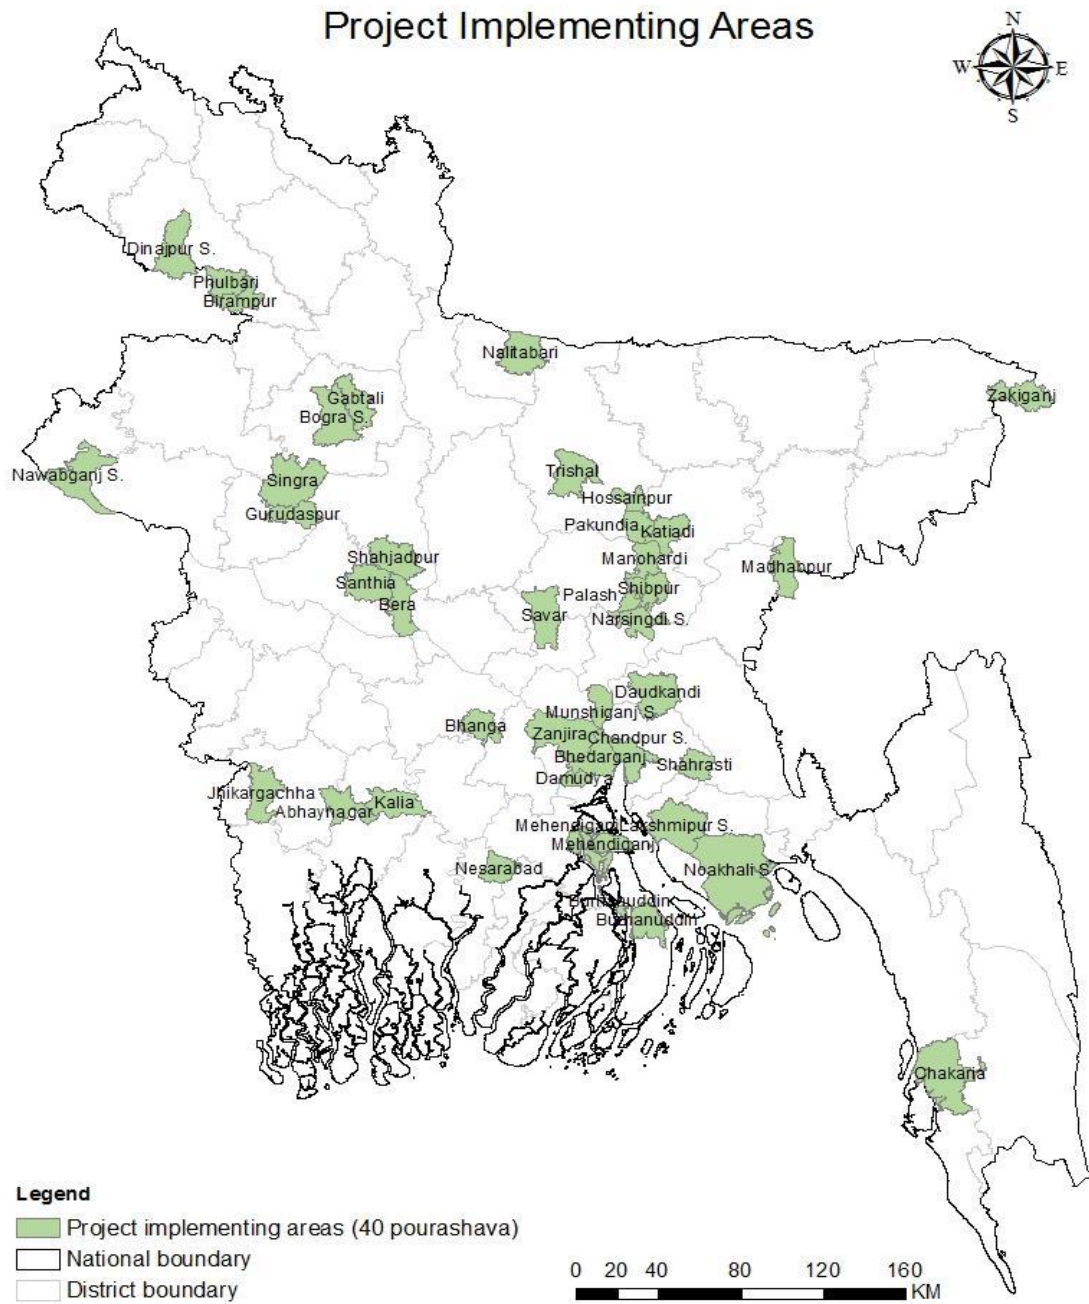 Project Implementing Areas
N
W
E
S
Dinajpur S.
Phulbari
Birampur
Nalitabari
Gabtali
Bogra S.
Zakiganj
Nawabganj S.
Singra
Gurudaspur
Trishal
Hossainpur
Pakundia
Katiadi
Shahjadpur
Manohardi
Madhabpur
Santhia
Shibpur
Palash
Bera
Savar
Narsingdi S.
Daudkandi
Munshiganj S.
Bhanga
Zanjira
Chandpur S.
Bhedarganj
Shahrasti
Damudya
Jhikargachha
Abhaynagar
Kalia
Mehendiganj
Lakshmipur S.
Mehendiganj
Nesarabad
Noakhali S.
Burhanuddin
Burhanuddin
Chakaria
Legend
Project implementing areas (40 pourashava)
National boundary
District boundary
0 20 40 80 120 160
KM